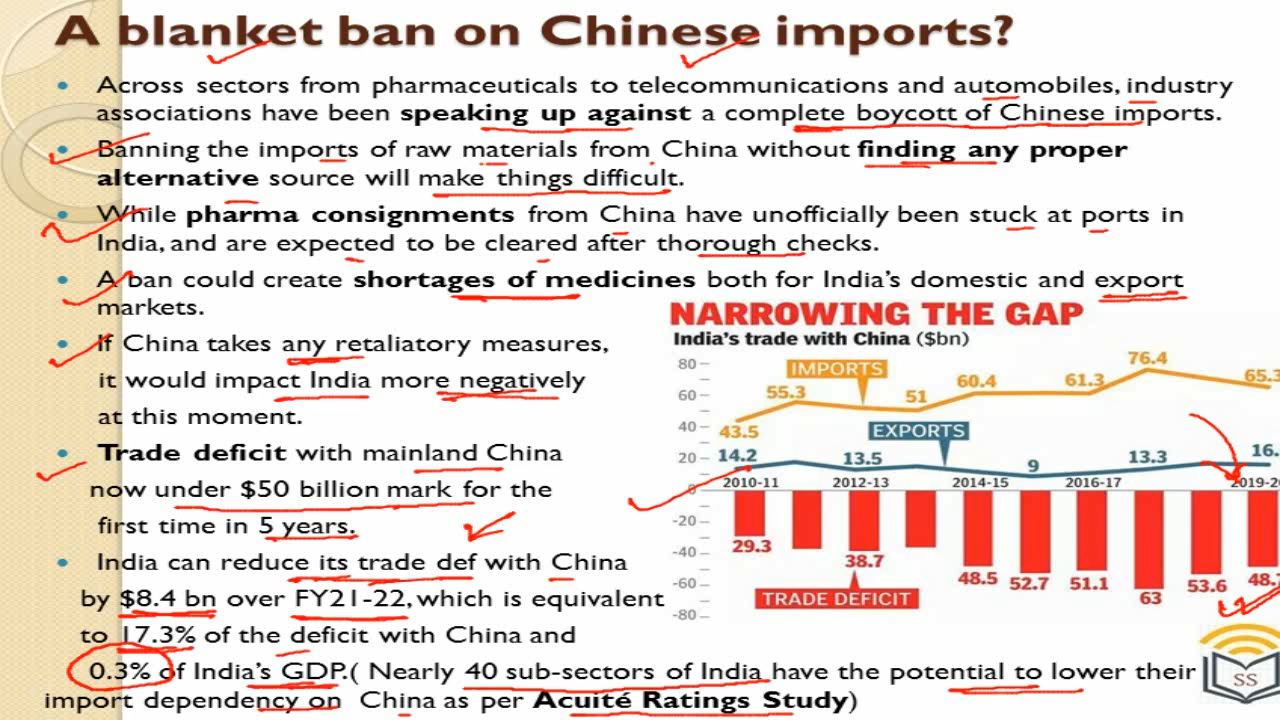 A blanket ban on Chinese imports?
Across sectors from pharmaceuticals to telecommunications and automobiles, industry
associations have been speaking up against a complete boycott of Chinese imports.
Banning the imports of raw materials from China without finding any proper
alternative source will make things difficult.
While pharma consignments from China have unofficially been stuck at ports in
India, and are expected to be cleared after thorough checks.
A ban could create shortages of medicines both for India's domestic and export
markets.
If China takes any retaliatory measures,
it would impact India more negatively
at this moment.
Trade deficit with mainland China
now under $50 billion mark for the
first time in 5 years.
India can reduce its trade def with China
by $8.4 bn over FY21-22, which is equivalent
to 17.3% of the deficit with China and
0.3% of India's GDP.( Nearly 40 sub-sectors of India have the potential to lower their
import dependency on China as per Acuité Ratings Study)
NARROWING THE GAP
India's trade with China ($bn)
80
60
40
20
0
-20
-40
-60
-80
IMPORTS
43.5
55.3
51
60.4
61.3
76.4
65.3
EXPORTS
14.2
13.5
9
13.3
16.
2010-11
2012-13
2014-15
2016-17
2019-20
29.3
38.7
48.5
52.7
51.1
63
53.6
48.7
TRADE DEFICIT
SS